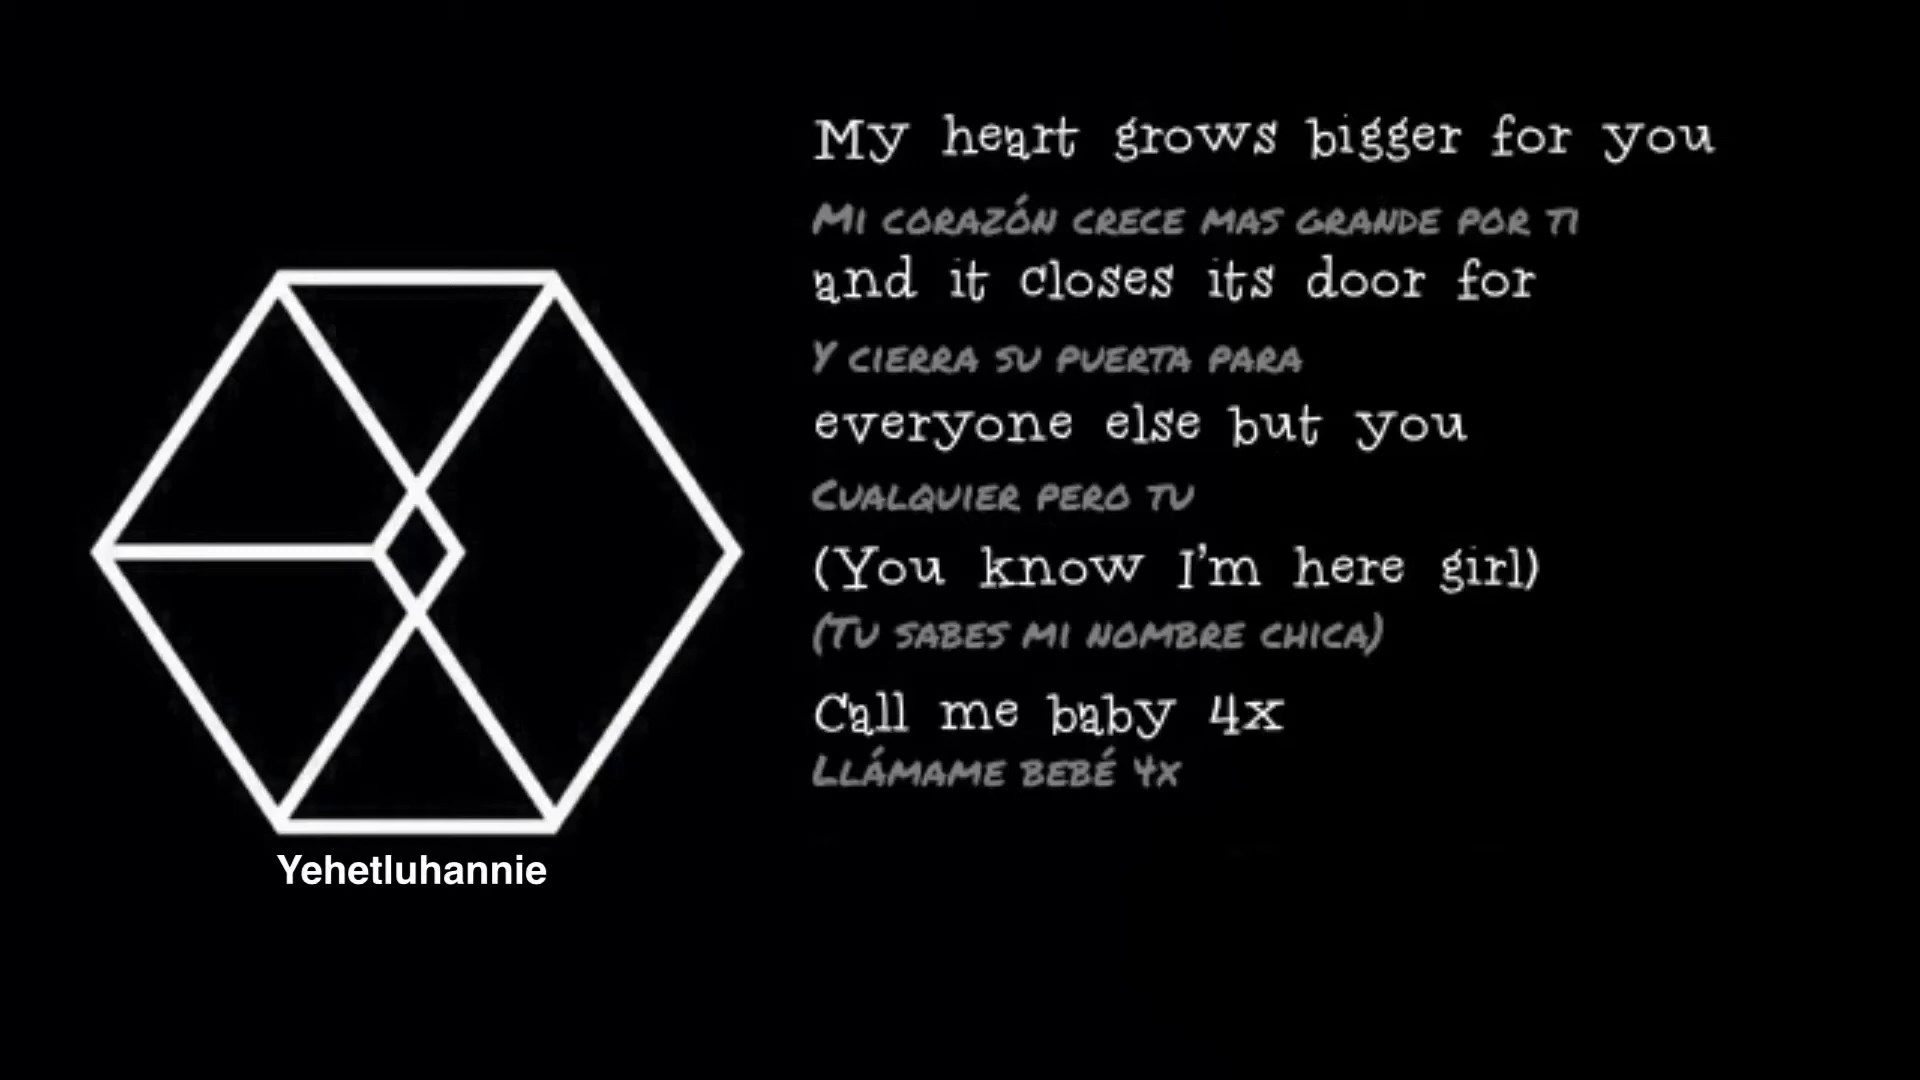 My heart grows bigger for you
Mi corazón crece mas grande por ti
and it closes its door for
Y cierra su puerta para
everyone else but you
Cualquier pero tu
(You know I'm here girl)
(Tu sabes mi nombre chica)
Call me baby 4x
Llámame bebé 4x
Yehetluhannie